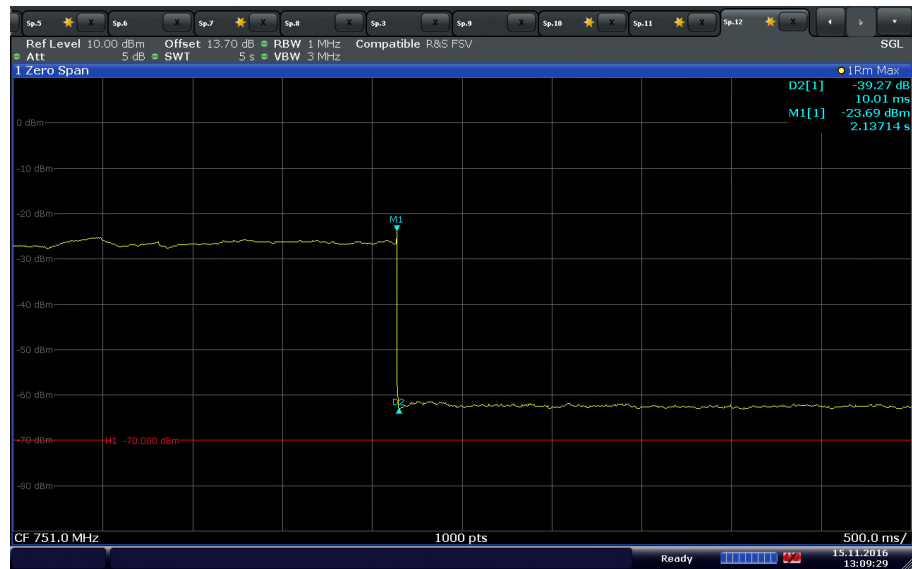 Sp.5 X Sp.6 X Sp.7 X Sp.8 X Sp.3 X Sp.9 X Sp.10 X Sp.11 X Sp.12 X
Ref Level 10.00 dBm Offset 13.70 dB RBW 1 MHz Compatible R&S FSV SGL
Att 5 dB SWT 5 s VBW 3 MHz
1 Zero Span 1Rm Max
D2[1] -39.27 dB
10.01 ms
M1[1] -23.69 dBm
2.13714 s
0 dBm
-10 dBm
-20 dBm
M1
-30 dBm
-40 dBm
-50 dBm
-60 dBm
D2
-70 dBm
H1 -70.000 dBm
-80 dBm
CF 751.0 MHz 1000 pts 500.0 ms/
Ready 15.11.2016
13:09:29